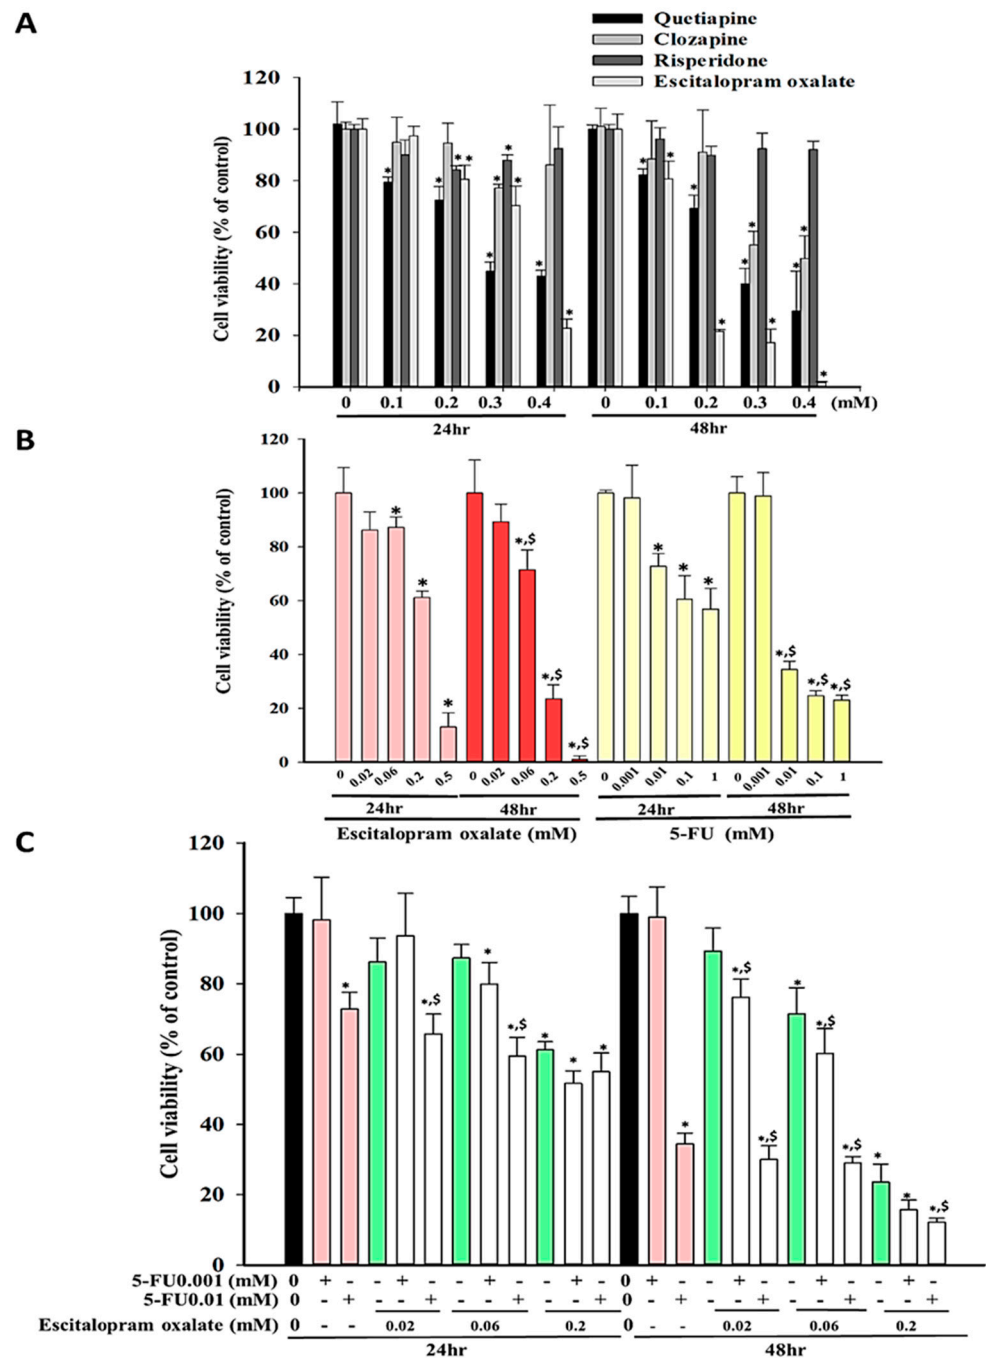 A
Quetiapine
Clozapine
Risperidone
Escitalopram oxalate
Cell viability (% of control)
120
100
80
60
40
20
0
* * * * * * * * * * * * * * * * * * * *
0 0.1 0.2 0.3 0.4 0 0.1 0.2 0.3 0.4 (mM)
24hr 48hr
B
Cell viability (% of control)
120
100
80
60
40
20
0
* * * *,$ *,$ *,$ * * * *,$ *,$ *,$
0 0.02 0.06 0.2 0.5 0 0.02 0.06 0.2 0.5 0 0.001 0.01 0.1 1 0 0.001 0.01 0.1 1
24hr 48hr 24hr 48hr
Escitalopram oxalate (mM) 5-FU (mM)
C
Cell viability (% of control)
120
100
80
60
40
20
0
* *,$ * *,$ * * * * *,$ *,$ * *,$ *,$ * * *,$
5-FU0.001 (mM) 0 + - - + - - + - - + - 0 + - - + - - + - - + -
5-FU0.01 (mM) 0 - + - - + - - + - - + 0 - + - - + - - + - - +
Escitalopram oxalate (mM) 0 - - 0.02 0.06 0.2 0 - - 0.02 0.06 0.2
24hr 48hr